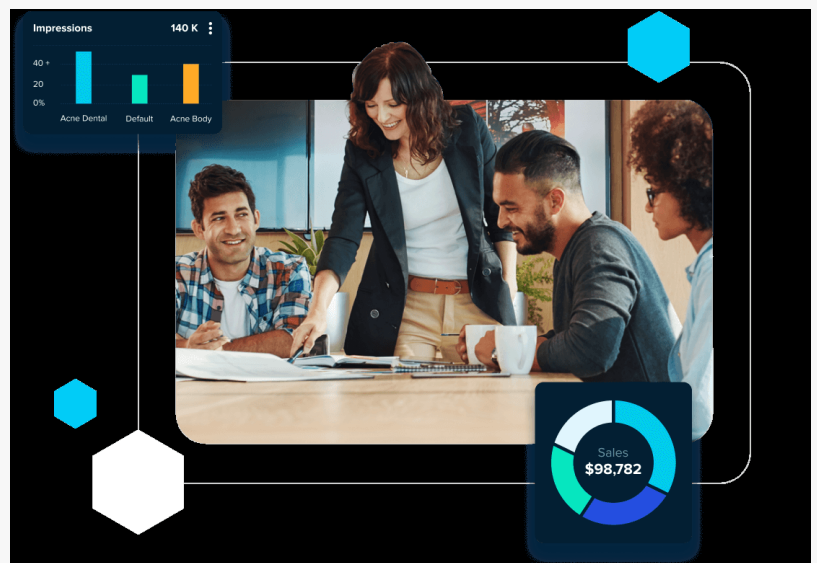 Impressions 140 K
40 +
20
0%
Acne Dental Default Acne Body
Sales
$98,782